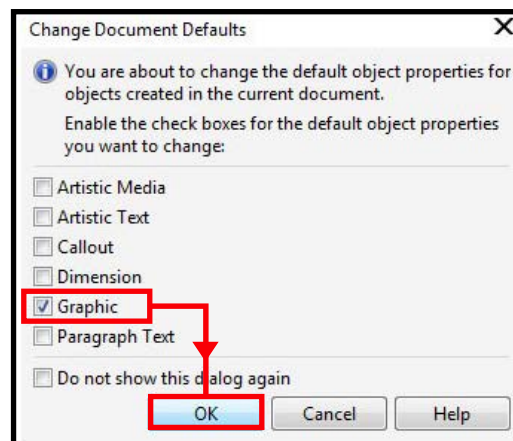 Change Document Defaults
You are about to change the default object properties for
objects created in the current document.
Enable the check boxes for the default object properties
you want to change:
Artistic Media
Artistic Text
Callout
Dimension
Graphic
Paragraph Text
Do not show this dialog again
OK Cancel Help